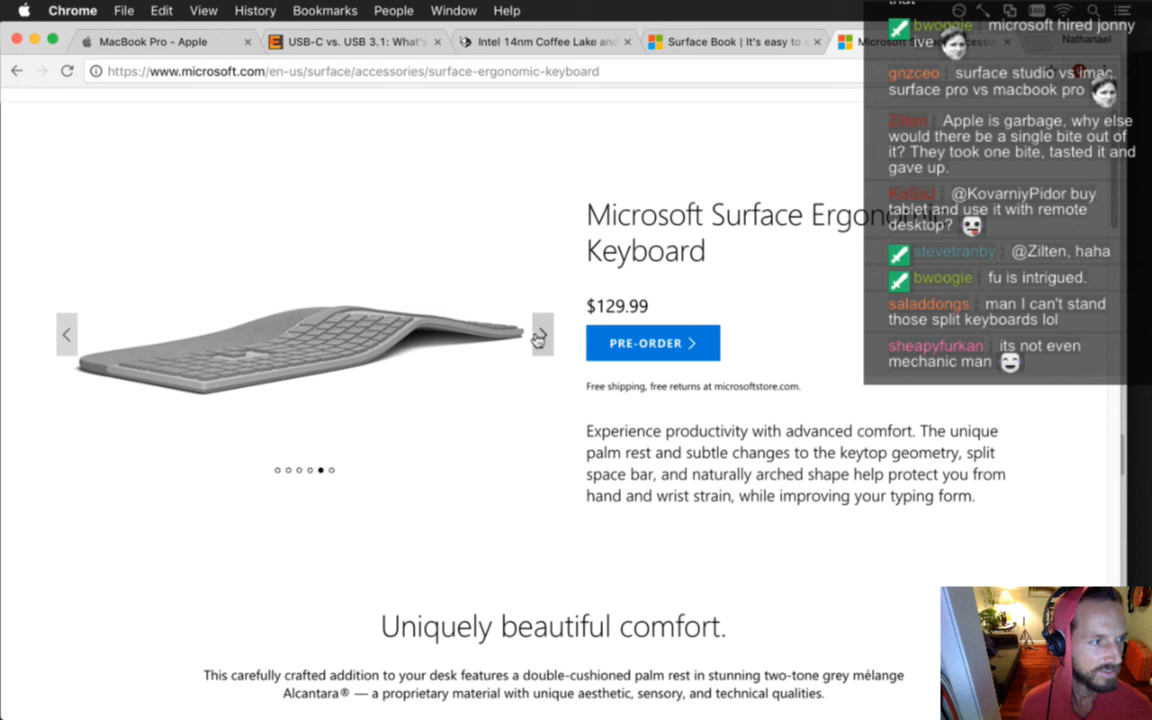 Chrome File Edit View History Bookmarks People Window Help
MacBook Pro - Apple
USB-C vs. USB 3.1: What's
Intel 14nm Coffee Lake and
Surface Book | It's easy to
Nathanael
https://www.microsoft.com/en-us/surface/accessories/surface-ergonomic-keyboard
bwoogie microsoft hired jonny
ive
gnzceo surface studio vs imac,
surface pro vs macbook pro
Zilten Apple is garbage, why else
would there be a single bite out of
it? They took one bite, tasted it and
gave up.
@KovarniyPidor buy
tablet and use it with remote
desktop?
stevetranby : @Zilten, haha
bwoogie : fu is intrigued.
saladdongs : man I can't stand
those split keyboards lol
sheapyfurkan : its not even
mechanic man
Microsoft Surface Ergonomic
Keyboard
$129.99
PRE-ORDER
Free shipping, free returns at microsoftstore.com.
Experience productivity with advanced comfort. The unique
palm rest and subtle changes to the keytop geometry, split
space bar, and naturally arched shape help protect you from
hand and wrist strain, while improving your typing form.
Uniquely beautiful comfort.
This carefully crafted addition to your desk features a double-cushioned palm rest in stunning two-tone grey mélange
Alcantara® — a proprietary material with unique aesthetic, sensory, and technical qualities.